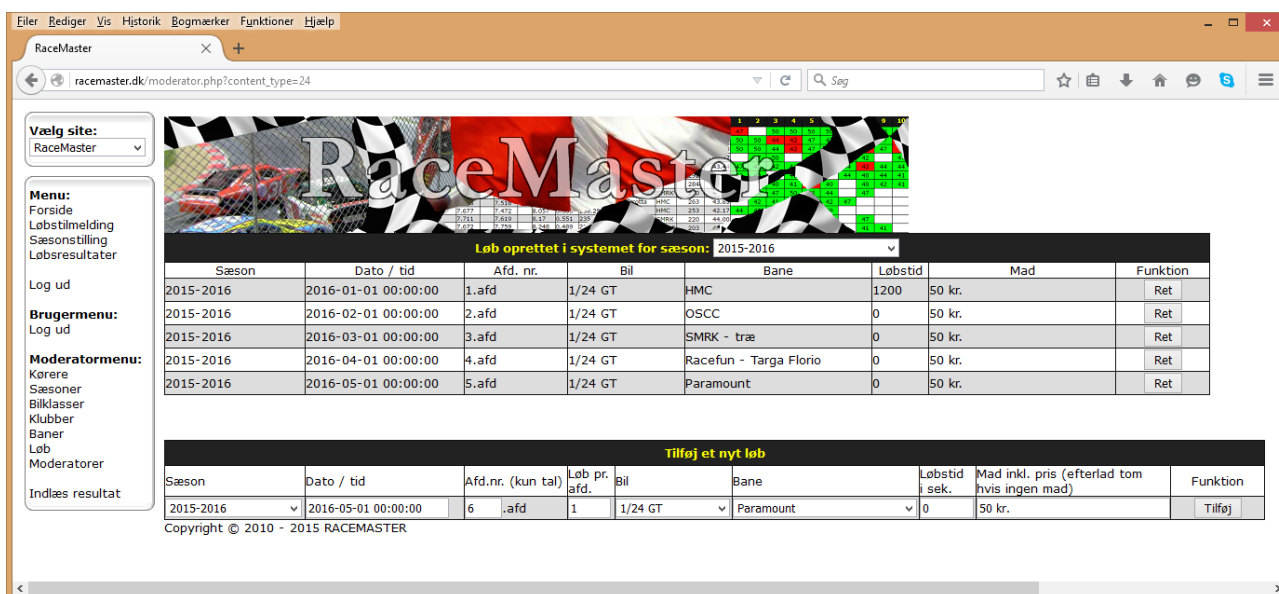 Filer Rediger Vis Historik Bogmærker Funktioner Hjælp
RaceMaster
racemaster.dk/moderator.php?content_type=24
Søg
Vælg site:
RaceMaster
Menu:
Forside
Løbstilmelding
Sæsonstilling
Løbsresultater
Log ud
Brugermenu:
Log ud
Moderatormenu:
Kørere
Sæsoner
Bilklasser
Klubber
Baner
Løb
Moderatorer
Indlæs resultat
RaceMaster
Løb oprettet i systemet for sæson: 2015-2016
Sæson Dato / tid Afd. nr. Bil Bane Løbstid Mad Funktion
2015-2016 2016-01-01 00:00:00 1.afd 1/24 GT HMC 1200 50 kr. Ret
2015-2016 2016-02-01 00:00:00 2.afd 1/24 GT OSCC 0 50 kr. Ret
2015-2016 2016-03-01 00:00:00 3.afd 1/24 GT SMRK - træ 0 50 kr. Ret
2015-2016 2016-04-01 00:00:00 4.afd 1/24 GT Racefun - Targa Florio 0 50 kr. Ret
2015-2016 2016-05-01 00:00:00 5.afd 1/24 GT Paramount 0 50 kr. Ret
Tilføj et nyt løb
Sæson Dato / tid Afd.nr. (kun tal) Løb pr. afd. Bil Bane Løbstid i sek. Mad inkl. pris (efterlad tom hvis ingen mad) Funktion
2015-2016 2016-05-01 00:00:00 6 .afd 1 1/24 GT Paramount 0 50 kr. Tilføj
Copyright © 2010 - 2015 RACEMASTER